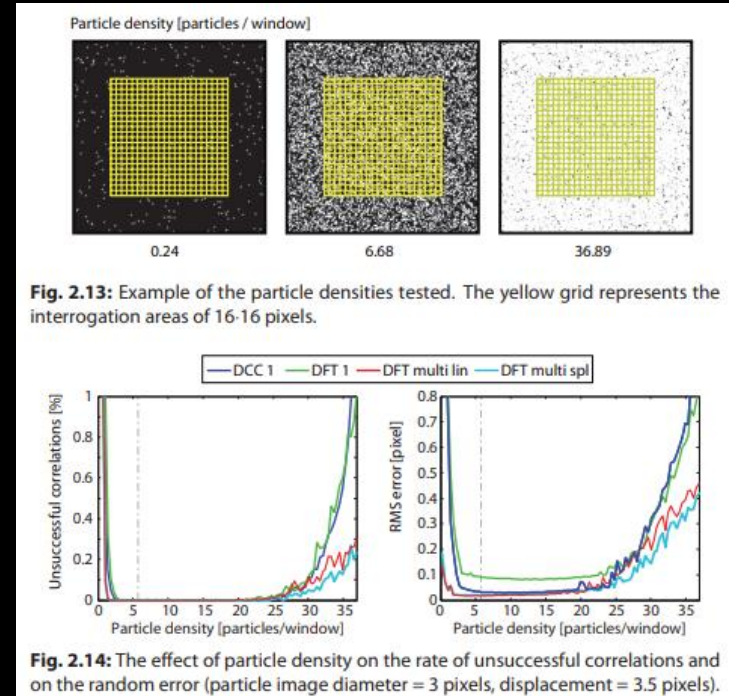 Particle density [particles / window]
0.24 6.68 36.89
Fig. 2.13: Example of the particle densities tested. The yellow grid represents the
interrogation areas of 16·16 pixels.
DCC 1 DFT 1 DFT multi lin DFT multi spl
Unsuccessful correlations [%]
1
0.8
0.6
0.4
0.2
0
0 5 10 15 20 25 30 35
Particle density [particles/window]
RMS error [pixel]
0.8
0.7
0.6
0.5
0.4
0.3
0.2
0.1
0
0 5 10 15 20 25 30 35
Particle density [particles/window]
Fig. 2.14: The effect of particle density on the rate of unsuccessful correlations and
on the random error (particle image diameter = 3 pixels, displacement = 3.5 pixels).